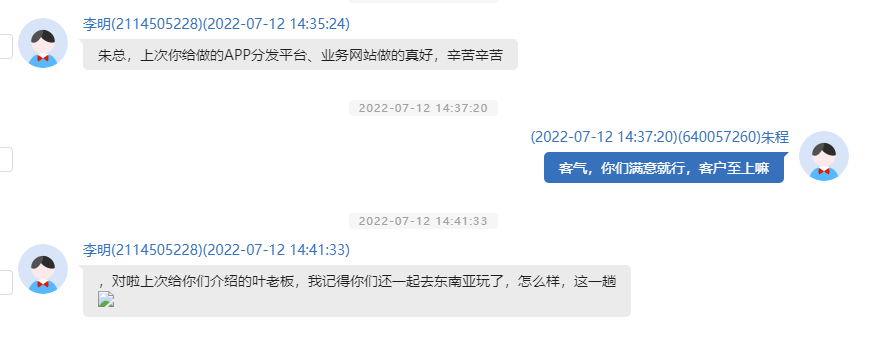 李明(2114505228)(2022-07-12 14:35:24)
朱总，上次你给做的APP分发平台、业务网站做的真好，辛苦辛苦
2022-07-12 14:37:20
(2022-07-12 14:37:20)(640057260)朱程
客气，你们满意就行，客户至上嘛
2022-07-12 14:41:33
李明(2114505228)(2022-07-12 14:41:33)
，对啦上次给你们介绍的叶老板，我记得你们还一起去东南亚玩了，怎么样，这一趟